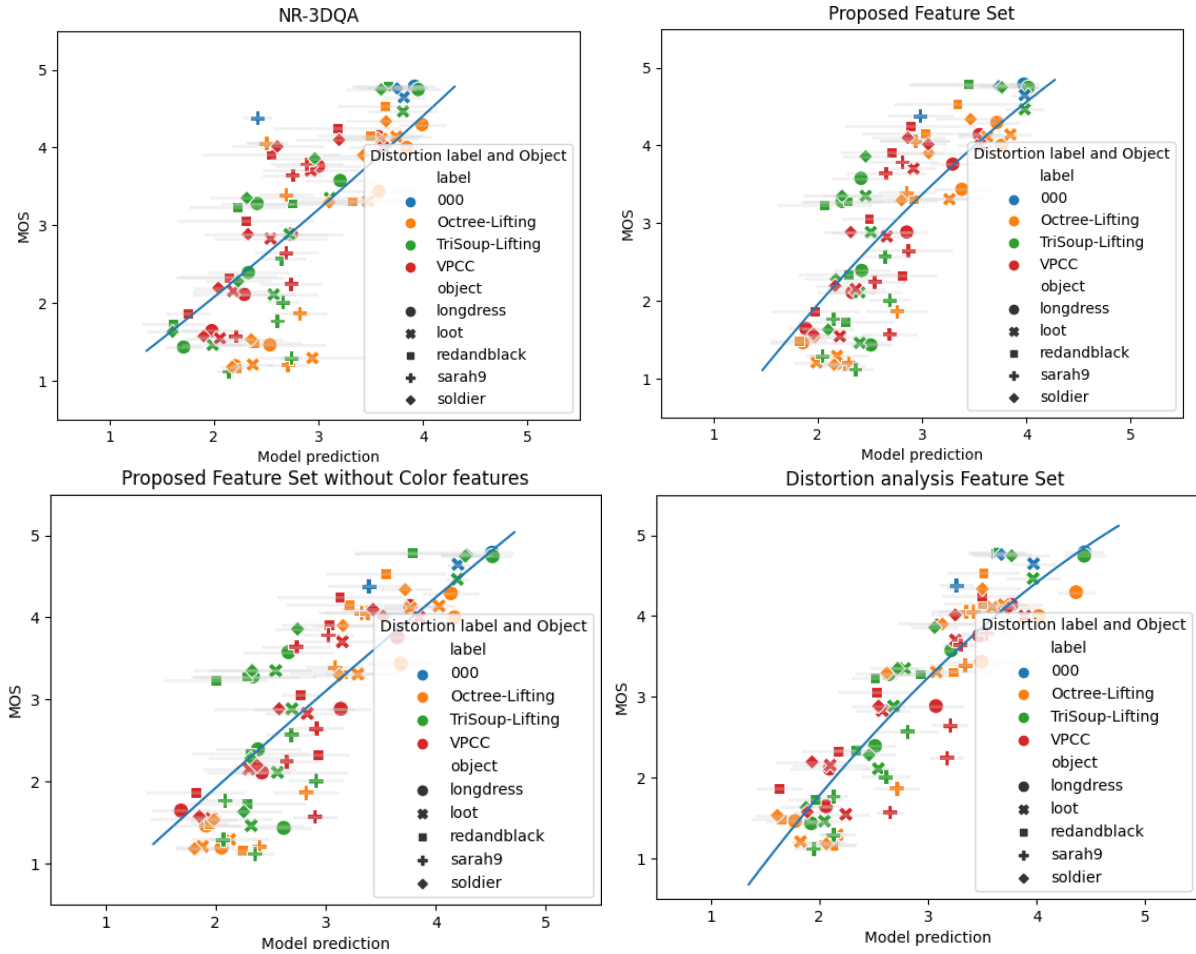 NR-3DQA
MOS
5
4
3
2
1
Distortion label and Object
label
000
Octree-Lifting
TriSoup-Lifting
VPCC
object
longdress
loot
redandblack
sarah9
soldier
1 2 3 4 5
Model prediction
Proposed Feature Set
MOS
5
4
3
2
1
Distortion label and Object
label
000
Octree-Lifting
TriSoup-Lifting
VPCC
object
longdress
loot
redandblack
sarah9
soldier
1 2 3 4 5
Model prediction
Proposed Feature Set without Color features
MOS
5
4
3
2
1
Distortion label and Object
label
000
Octree-Lifting
TriSoup-Lifting
VPCC
object
longdress
loot
redandblack
sarah9
soldier
1 2 3 4 5
Model prediction
Distortion analysis Feature Set
MOS
5
4
3
2
1
Distortion label and Object
label
000
Octree-Lifting
TriSoup-Lifting
VPCC
object
longdress
loot
redandblack
sarah9
soldier
1 2 3 4 5
Model prediction